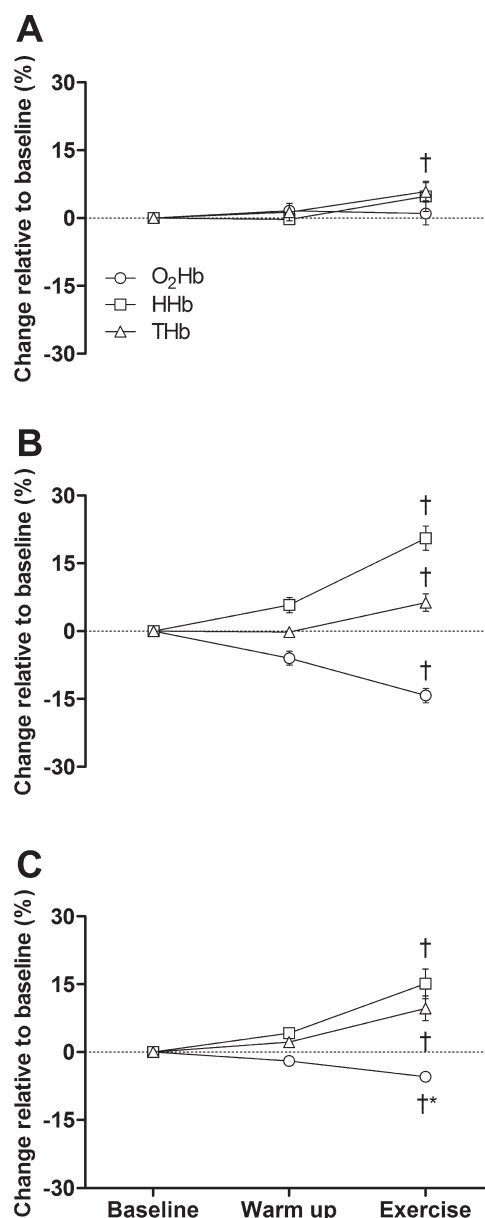 A
Change relative to baseline (%)
30
15
†
0
-15
-30
O2Hb
HHb
THb
B
Change relative to baseline (%)
30
†
15
†
0
†
-15
-30
C
Change relative to baseline (%)
30
†
15
†
0
†*
-15
-30
Baseline Warm up Exercise